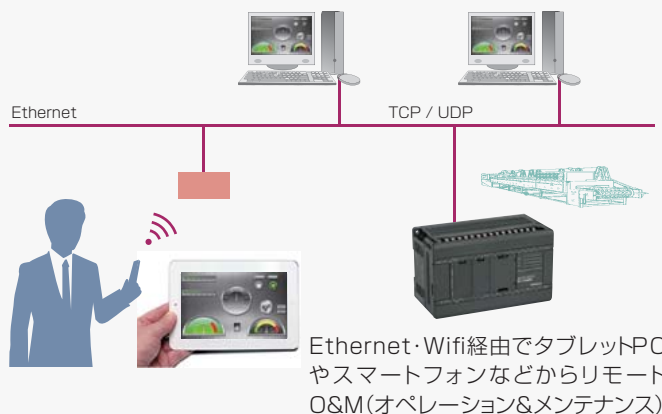 Ethernet
TCP / UDP
Ethernet・Wifi経由でタブレットPC
やスマートフォンなどからリモート
O&M(オペレーション&メンテナンス)